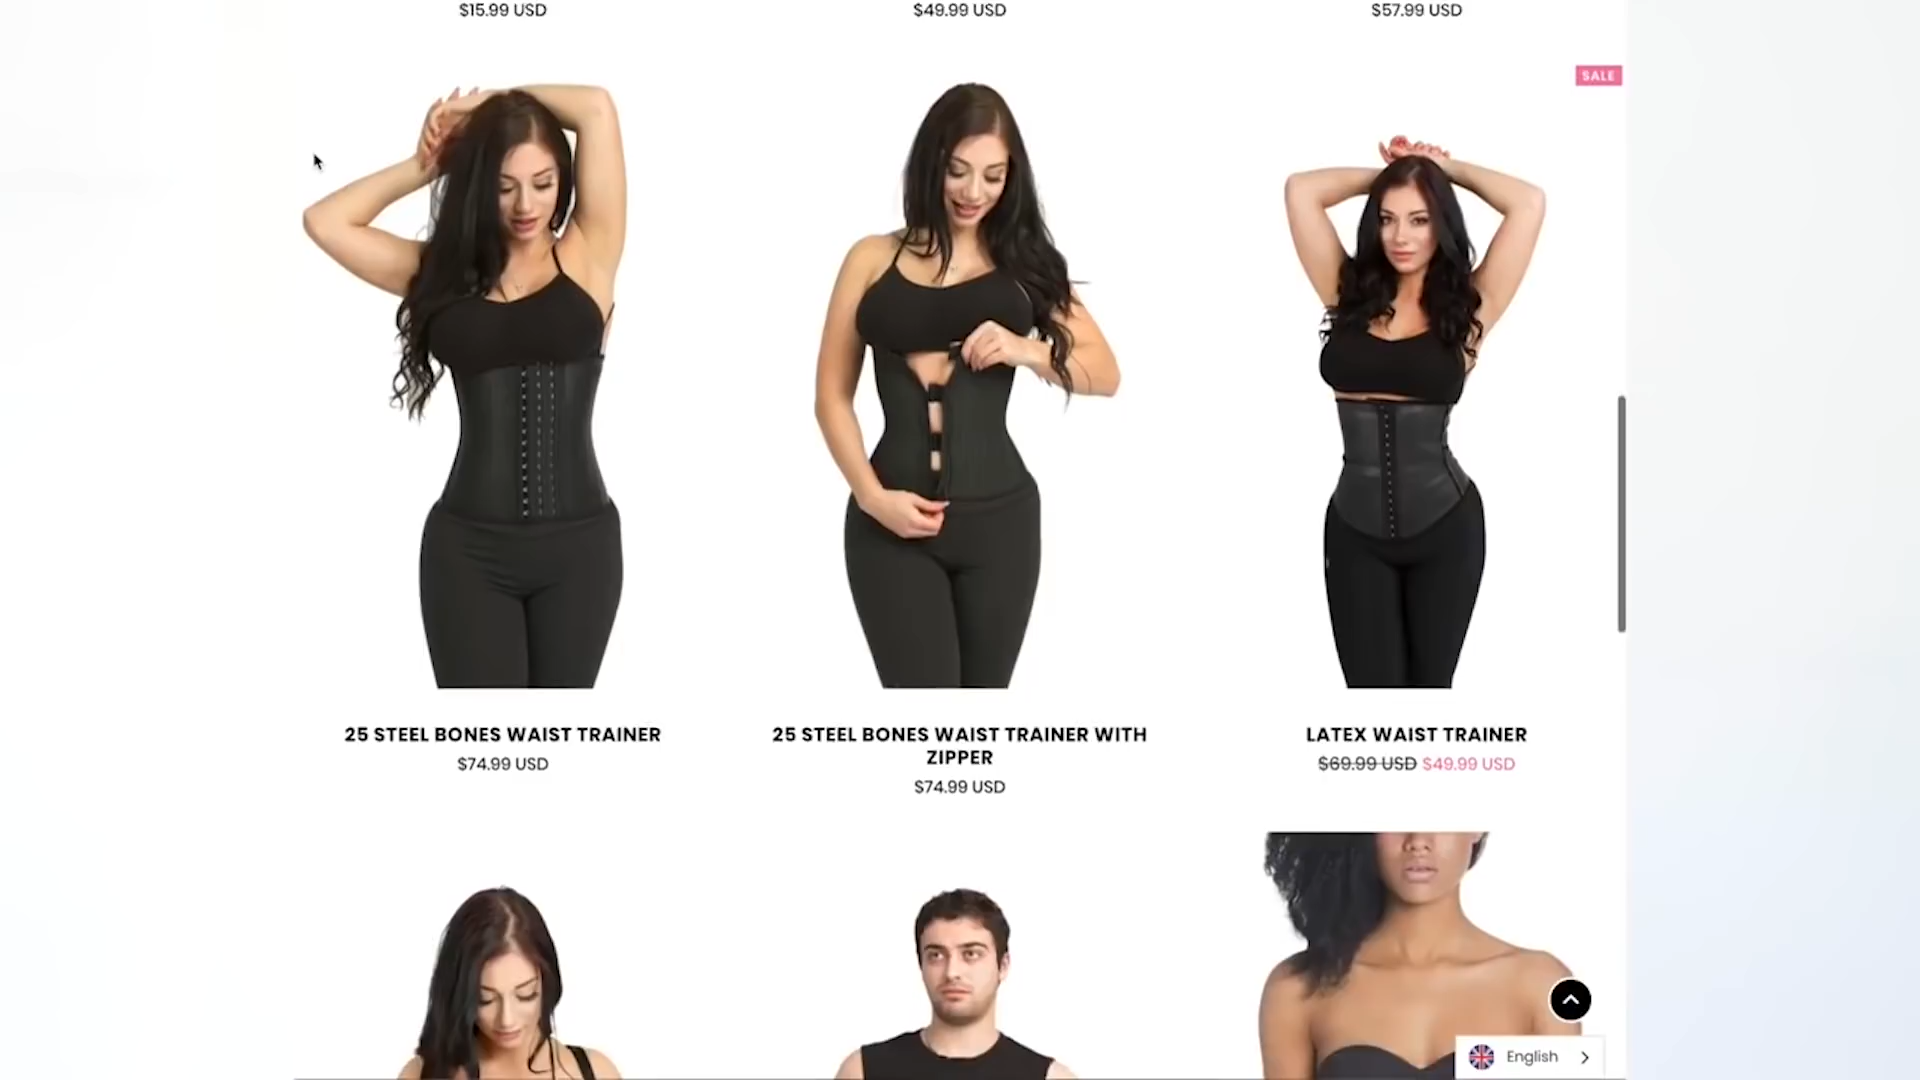 $15.99 USD
$49.99 USD
$57.99 USD
SALE
25 STEEL BONES WAIST TRAINER
$74.99 USD
25 STEEL BONES WAIST TRAINER WITH
ZIPPER
$74.99 USD
LATEX WAIST TRAINER
$69.99 USD $49.99 USD
English